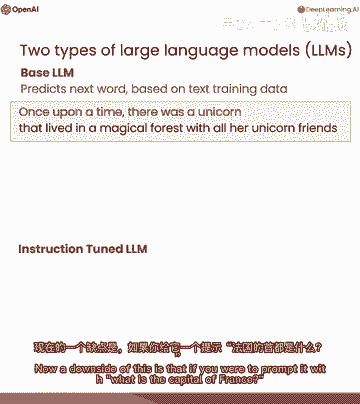 OpenAI
DeepLearning.AI
Two types of large language models (LLMs)
Base LLM
Predicts next word, based on text training data
Once upon a time, there was a unicorn
that lived in a magical forest with all her unicorn friends
Instruction Tuned LLM
现在的一个缺点是，如果你给它一个提示“法国的首都是什么？
”
Now a downside of this is that if you were to prompt it wit
h "what is the capital of France?"